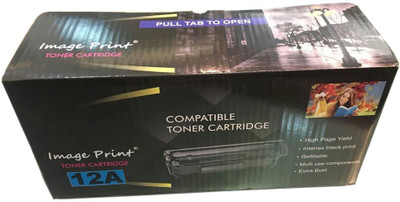 PULL TAB TO OPEN
Image Print®
TONER CARTRIDGE
COMPATIBLE
TONER CARTRIDGE
Image Print®
TONER CARTRIDGE
12A
• High Page Yield
• Intense black print
• Refillable
• Multi use components
• Extra Bold